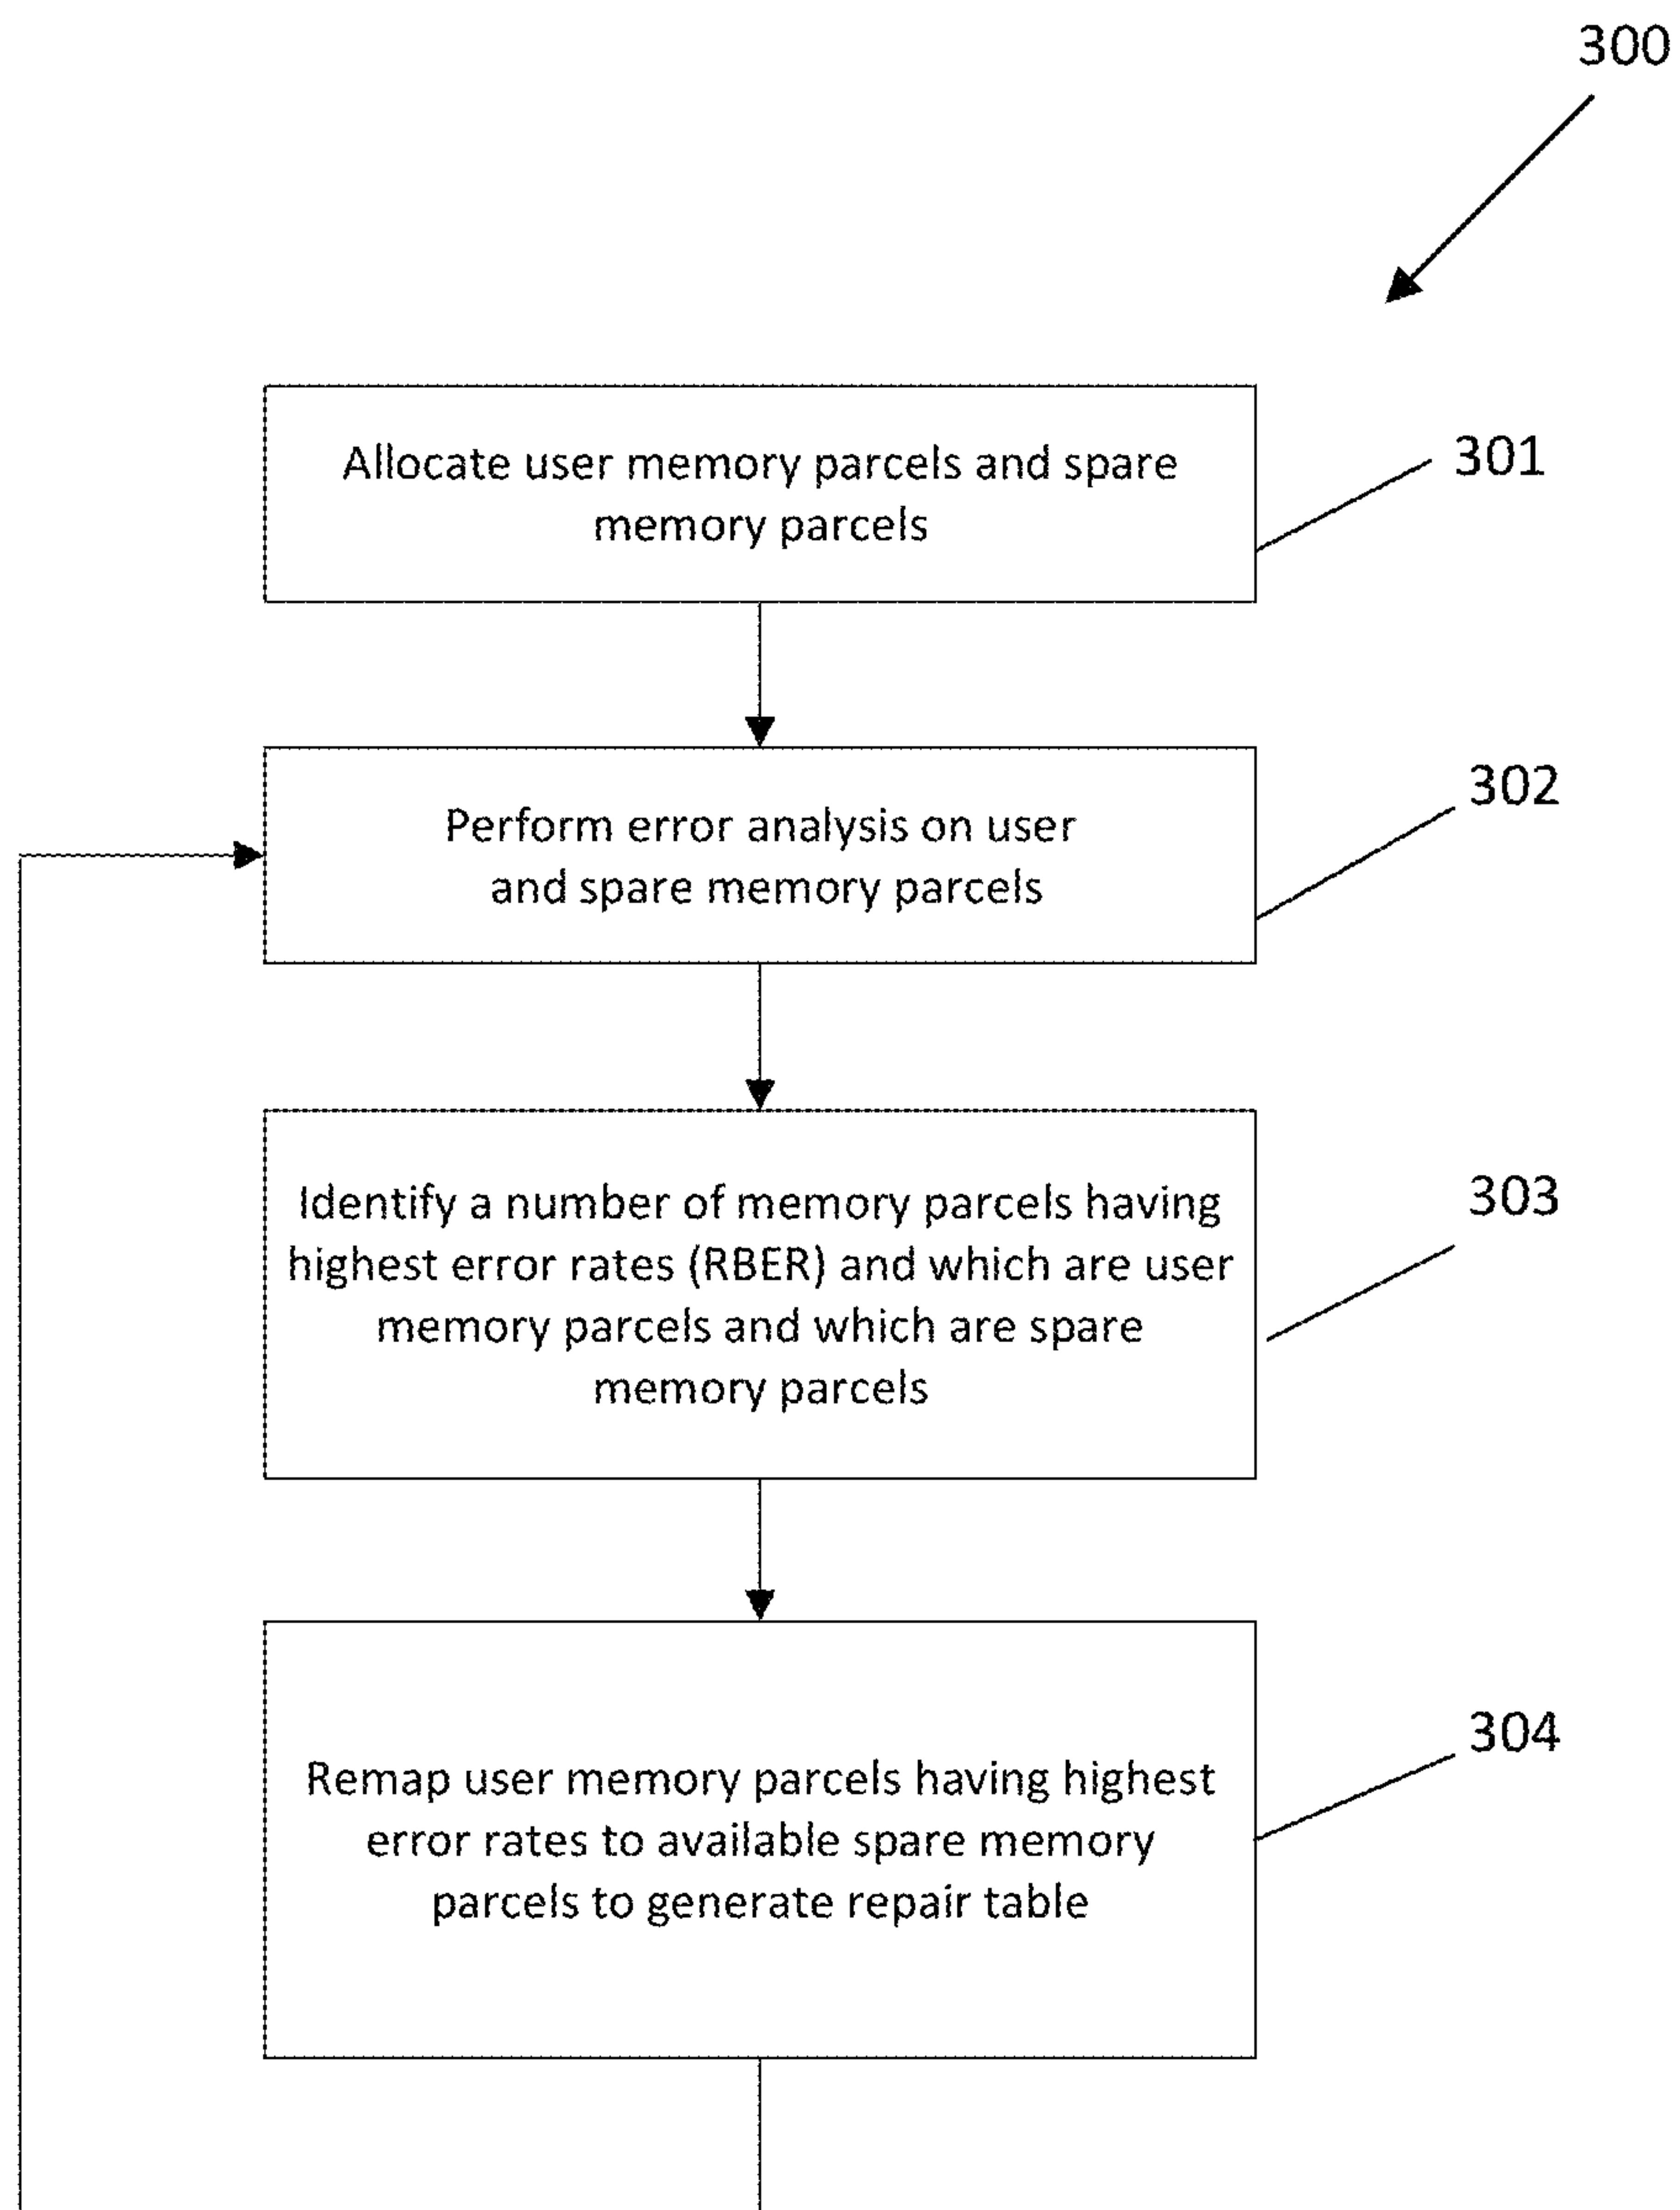 300
Allocate user memory parcels and spare
memory parcels
301
Perform error analysis on user
and spare memory parcels
302
Identify a number of memory parcels having
highest error rates (RBER) and which are user
memory parcels and which are spare
memory parcels
303
Remap user memory parcels having highest
error rates to available spare memory
parcels to generate repair table
304